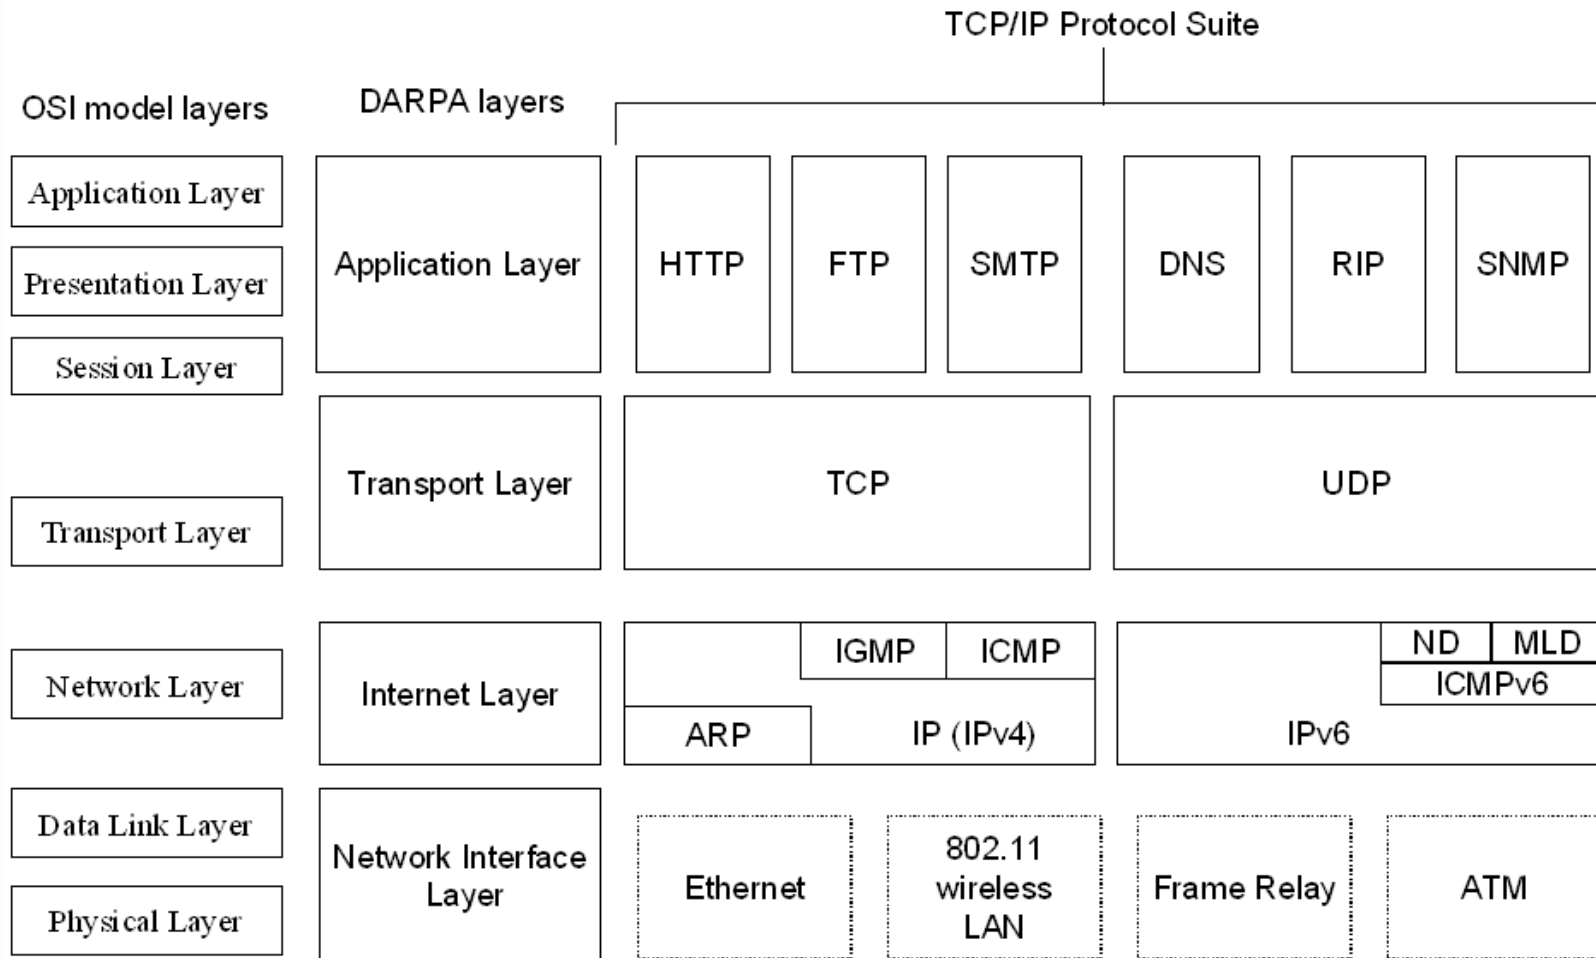 TCP/IP Protocol Suite
OSI model layers
DARPA layers
Application Layer
Presentation Layer
Session Layer
Transport Layer
Network Layer
Data Link Layer
Physical Layer
Application Layer
Transport Layer
Internet Layer
Network Interface
Layer
HTTP
FTP
SMTP
DNS
RIP
SNMP
TCP
UDP
IGMP
ICMP
ARP
IP (IPv4)
ND
MLD
ICMPv6
IPv6
Ethernet
802.11
wireless
LAN
Frame Relay
ATM